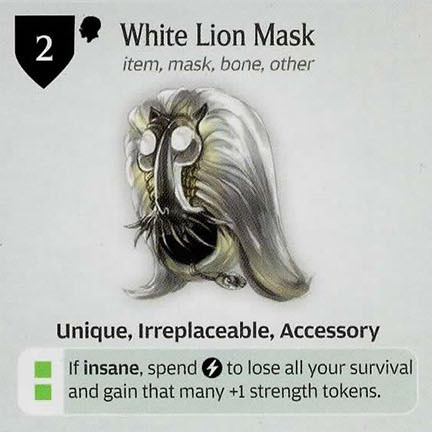 2
White Lion Mask
item, mask, bone, other
Unique, Irreplaceable, Accessory
If insane, spend to lose all your survival
and gain that many +1 strength tokens.